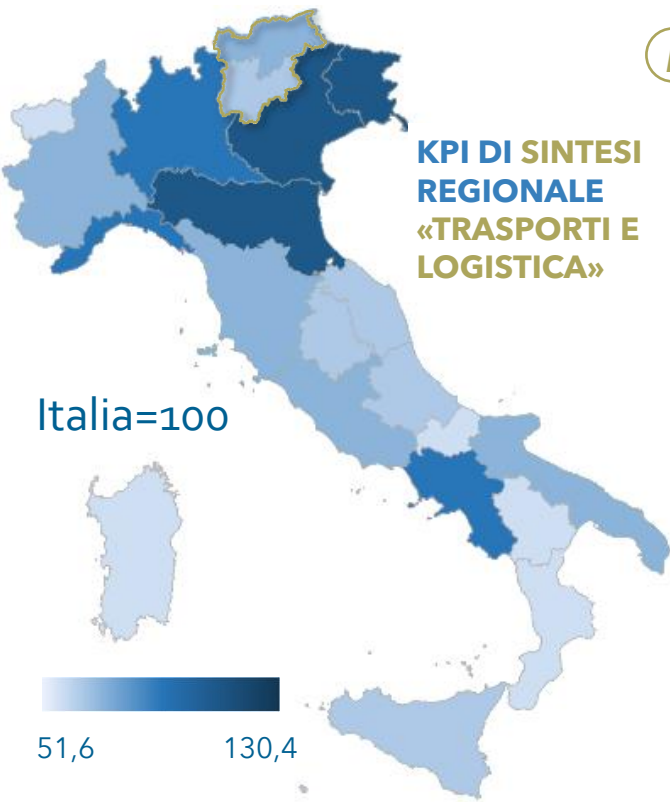 KPI DI SINTESI
REGIONALE
«TRASPORTI E
LOGISTICA»
Italia=100
51,6 130,4